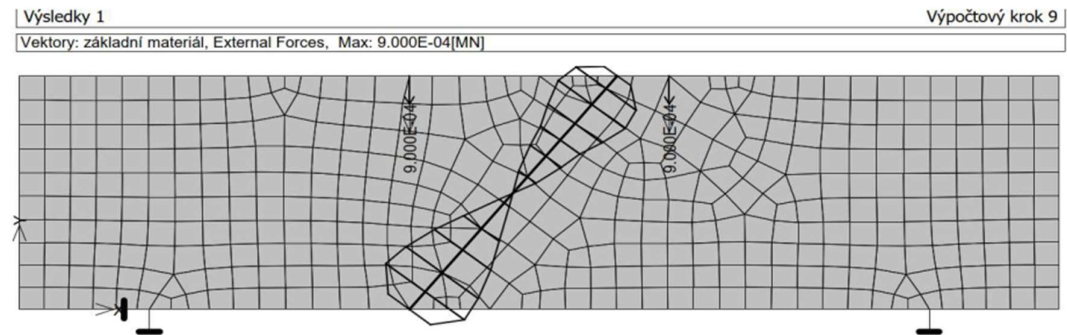 Výsledky 1
Výpočtový krok 9
Vektory: základní materiál, External Forces, Max: 9.000E-04[MN]
9.000E-04
9.000E-04